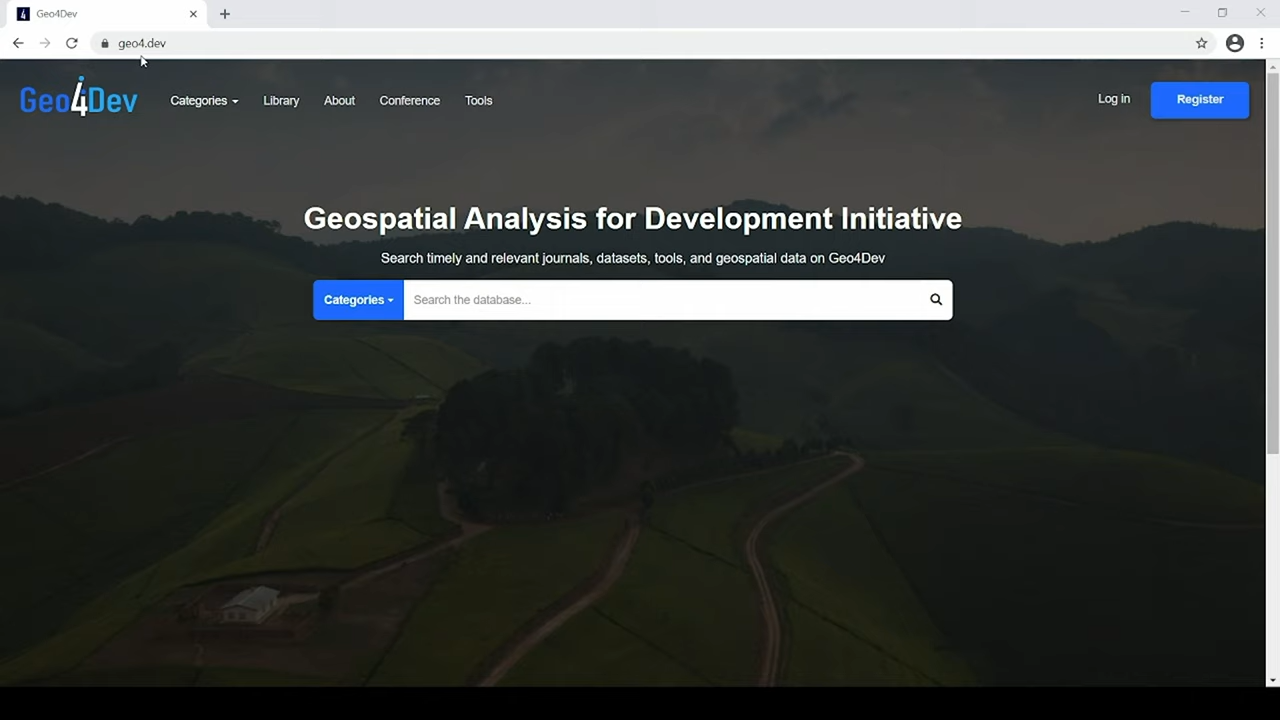 Geo4Dev
geo4.dev
Geo4Dev
Categories
Library
About
Conference
Tools
Log in
Register
Geospatial Analysis for Development Initiative
Search timely and relevant journals, datasets, tools, and geospatial data on Geo4Dev
Categories
Search the database...